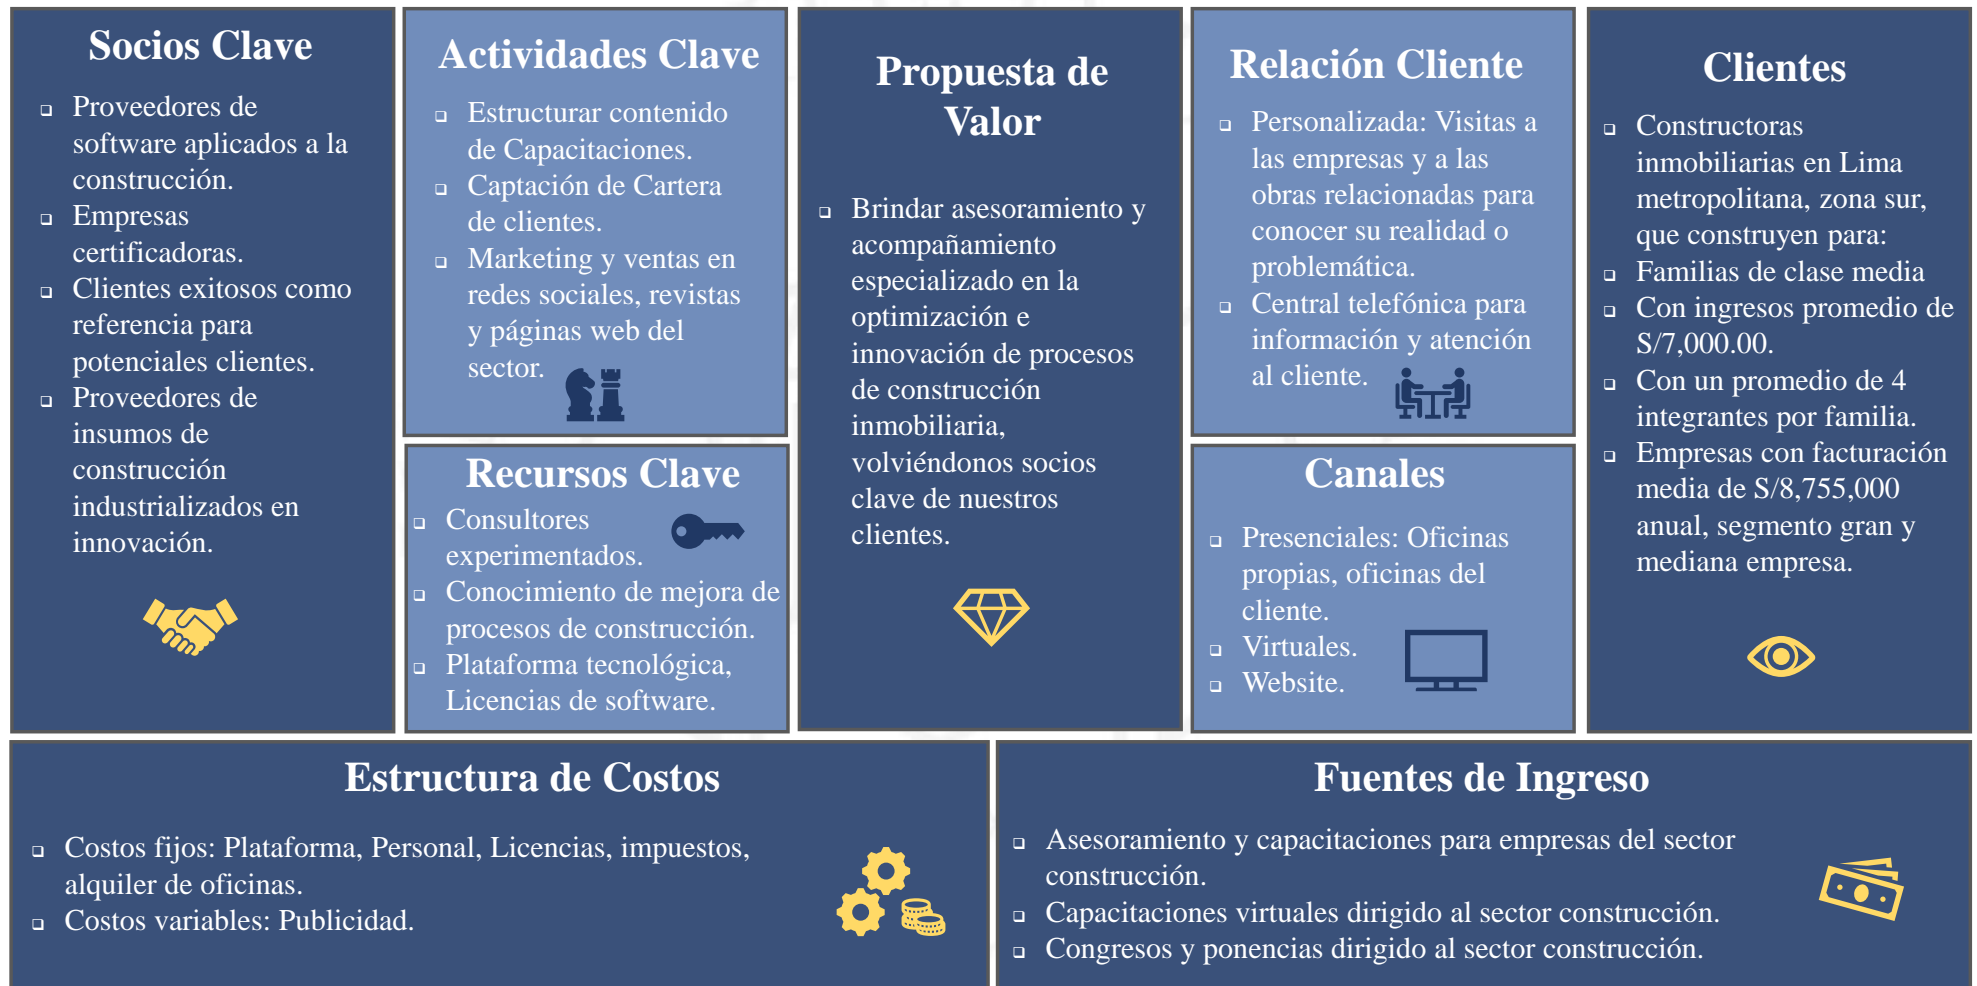 Socios Clave
Proveedores de
software aplicados a la
construcción.
Empresas
certificadoras.
Clientes exitosos como
referencia para
potenciales clientes.
Proveedores de
insumos de
construcción
industrializados en
innovación.
Actividades Clave
Estructurar contenido
de Capacitaciones.
Captación de Cartera
de clientes.
Marketing y ventas en
redes sociales, revistas
y páginas web del
sector.
Recursos Clave
Consultores
experimentados.
Conocimiento de mejora de
procesos de construcción.
Plataforma tecnológica,
Licencias de software.
Propuesta de
Valor
Brindar asesoramiento y
acompañamiento
especializado en la
optimización e
innovación de procesos
de construcción
inmobiliaria,
volviéndonos socios
clave de nuestros
clientes.
Relación Cliente
Personalizada: Visitas a
las empresas y a las
obras relacionadas para
conocer su realidad o
problemática.
Central telefónica para
información y atención
al cliente.
Canales
Presenciales: Oficinas
propias, oficinas del
cliente.
Virtuales.
Website.
Clientes
Constructoras
inmobiliarias en Lima
metropolitana, zona sur,
que construyen para:
Familias de clase media
Con ingresos promedio de
S/7,000.00.
Con un promedio de 4
integrantes por familia.
Empresas con facturación
media de S/8,755,000
anual, segmento gran y
mediana empresa.
Estructura de Costos
Costos fijos: Plataforma, Personal, Licencias, impuestos,
alquiler de oficinas.
Costos variables: Publicidad.
Fuentes de Ingreso
Asesoramiento y capacitaciones para empresas del sector
construcción.
Capacitaciones virtuales dirigido al sector construcción.
Congresos y ponencias dirigido al sector construcción.